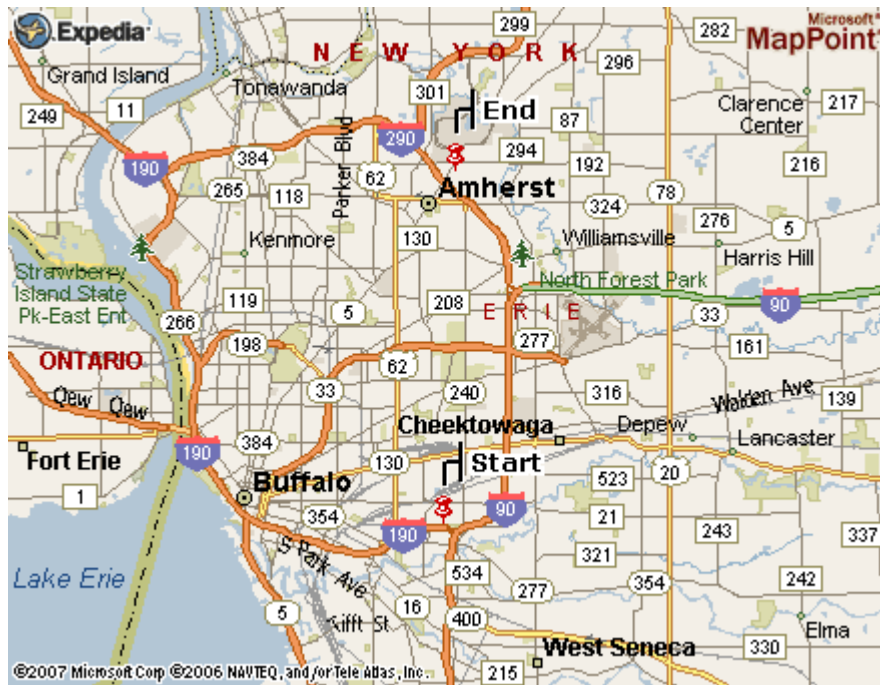 Expedia
Microsoft®
MapPoint®
NEW YORK
299
282
296
Grand Island
Tonawanda
301
End
Clarence
Center
217
249
11
87
290
Parker Blvd
384
294
192
216
190
62
265
118
Amherst
78
324
276
5
130
Kenmore
Williamsville
Harris Hill
Strawberry
Island State
Pk-East Ent
North Forest Park
119
5
208
ERIE
90
266
33
198
277
161
ONTARIO
62
33
240
316
139
Qew Qew
Walden Ave
Cheektowaga
Depew
384
Lancaster
190
Fort Erie
130
Start
20
1
Buffalo
523
90
354
21
190
243
337
S Park Ave
321
Lake Erie
534
277
354
242
5
16
Kifft St
400
Elma
West Seneca
330
215
©2007 Microsoft Corp ©2006 NAVTEQ, and/or Tele Atlas, Inc.